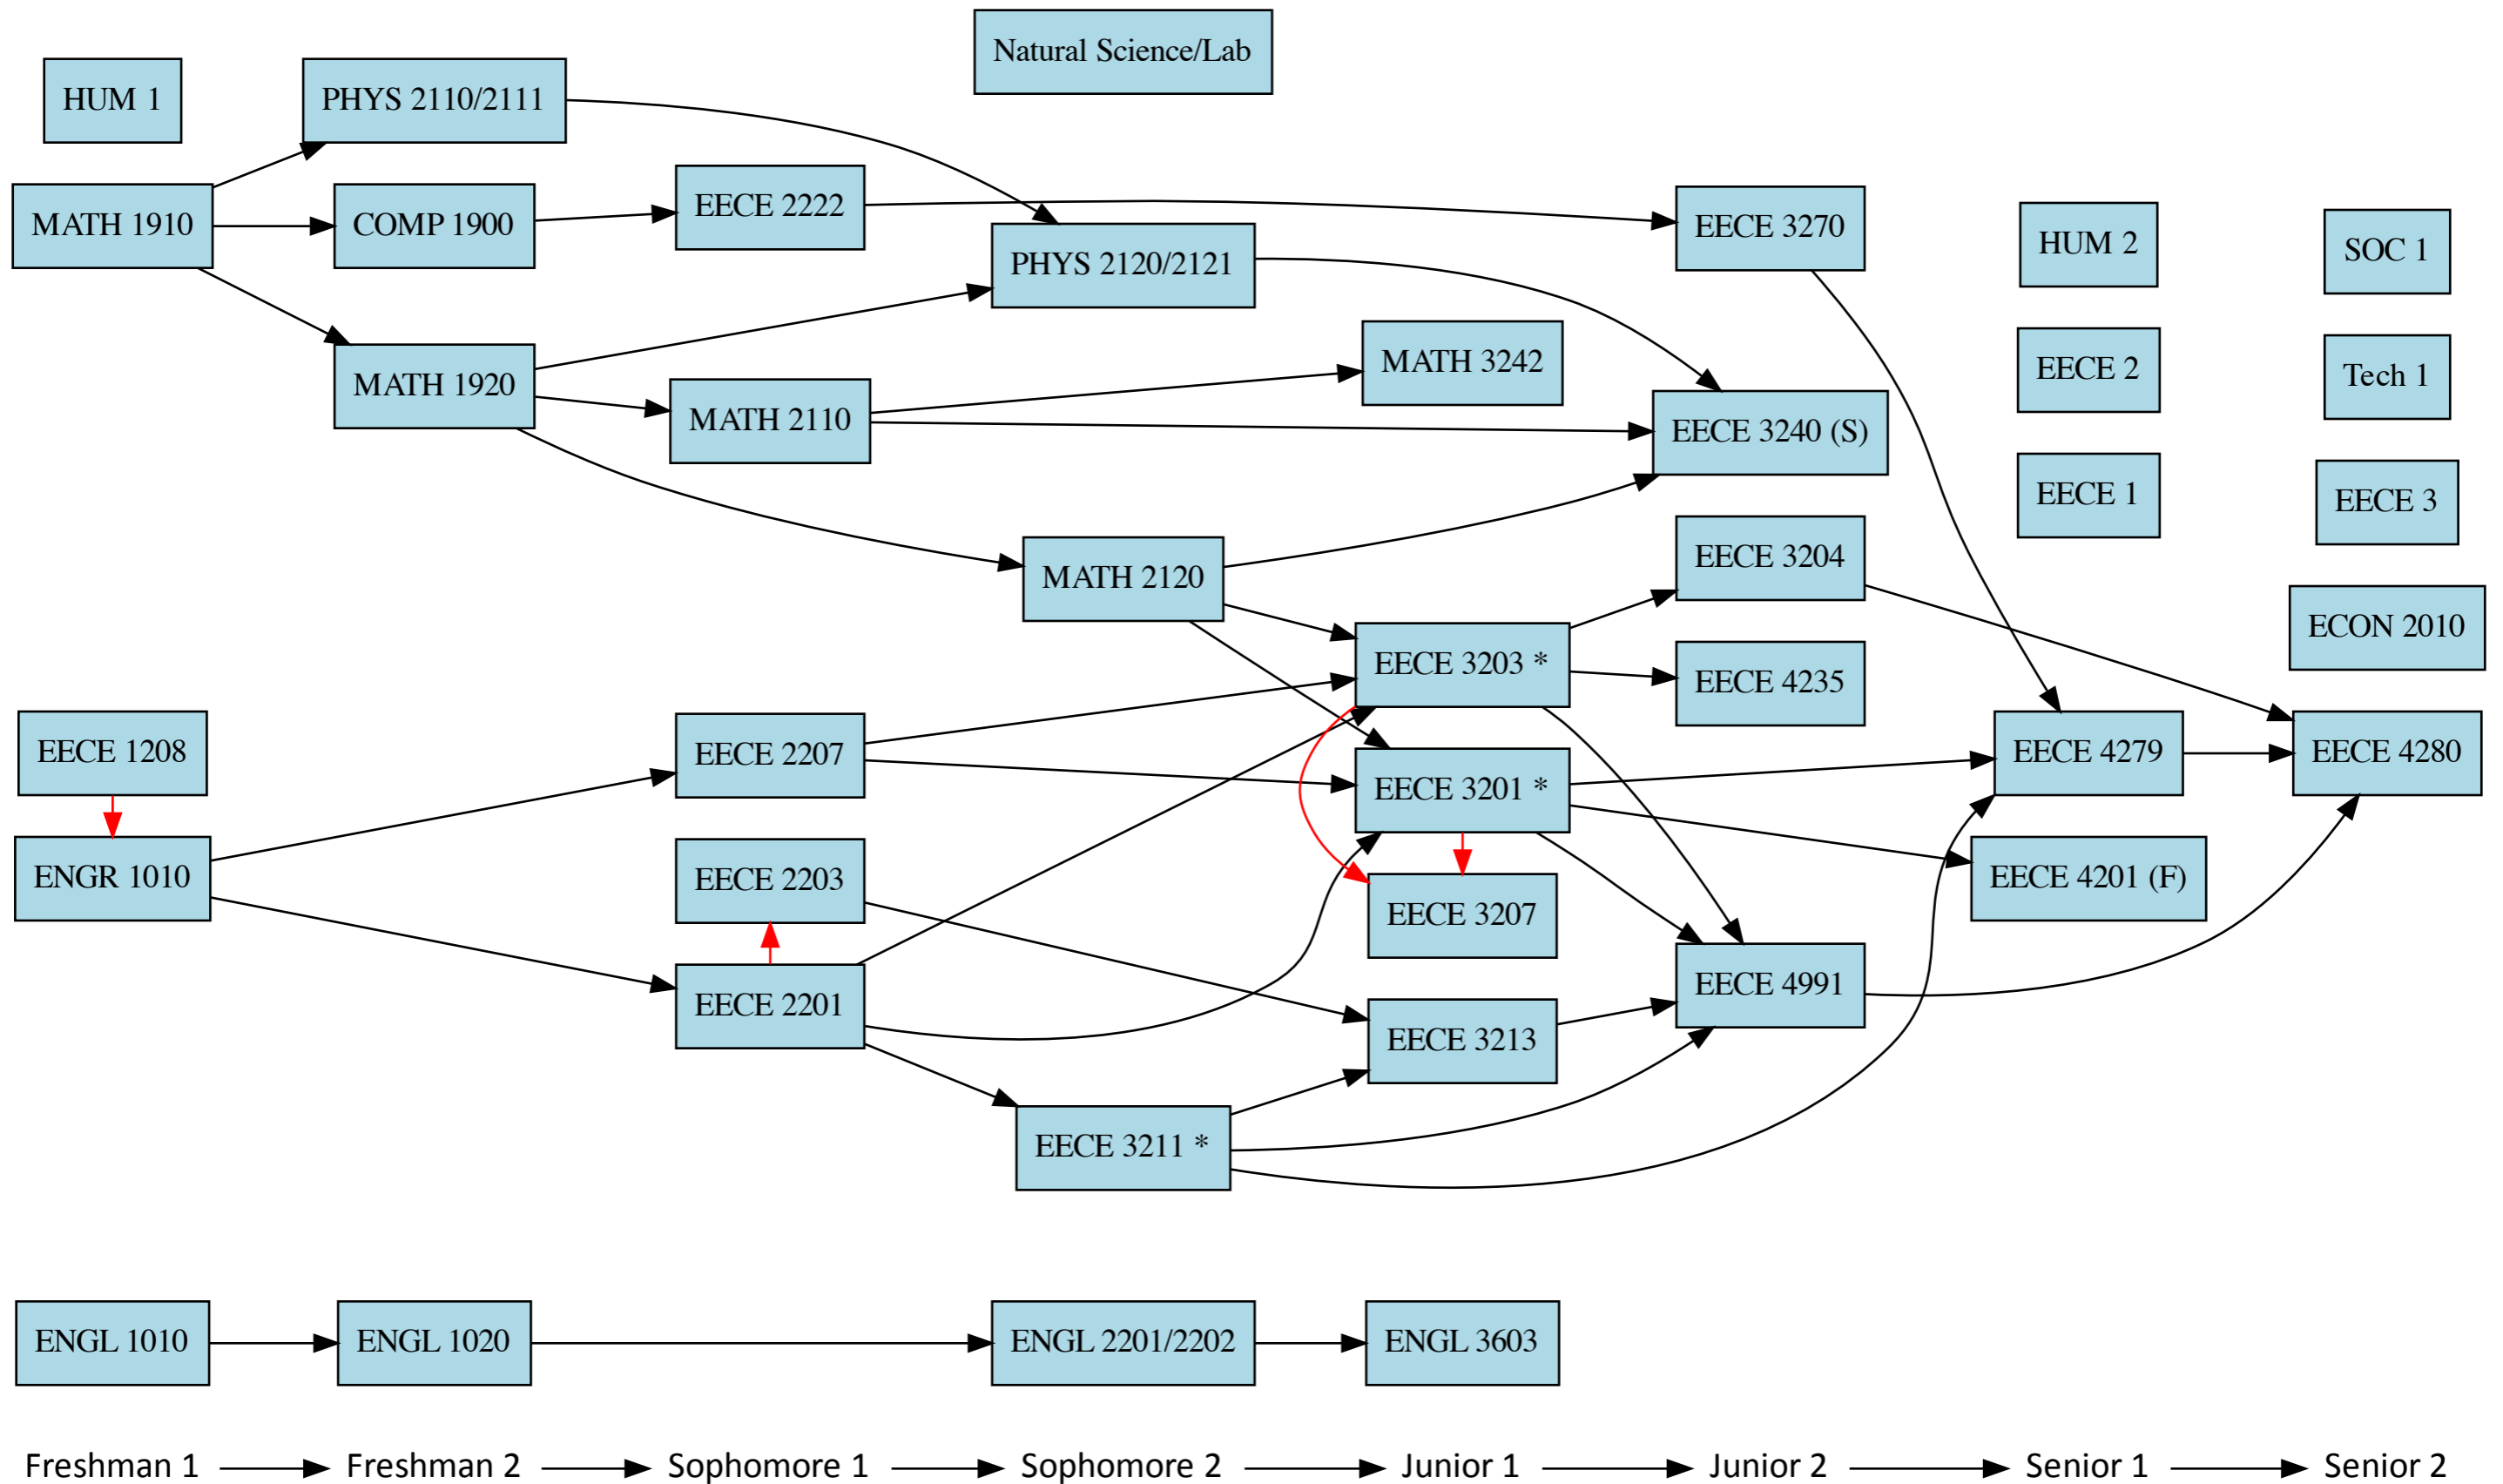 Natural Science/Lab
HUM 1
PHYS 2110/2111
MATH 1910
COMP 1900
EECE 2222
PHYS 2120/2121
EECE 3270
HUM 2
SOC 1
MATH 1920
MATH 2110
MATH 3242
EECE 3240 (S)
EECE 2
Tech 1
EECE 1
EECE 3
MATH 2120
EECE 3204
ECON 2010
EECE 3203 *
EECE 4235
EECE 1208
EECE 2207
EECE 3201 *
EECE 4279
EECE 4280
ENGR 1010
EECE 2203
EECE 3207
EECE 4201 (F)
EECE 2201
EECE 3213
EECE 4991
EECE 3211 *
ENGL 1010
ENGL 1020
ENGL 2201/2202
ENGL 3603
Freshman 1
Freshman 2
Sophomore 1
Sophomore 2
Junior 1
Junior 2
Senior 1
Senior 2